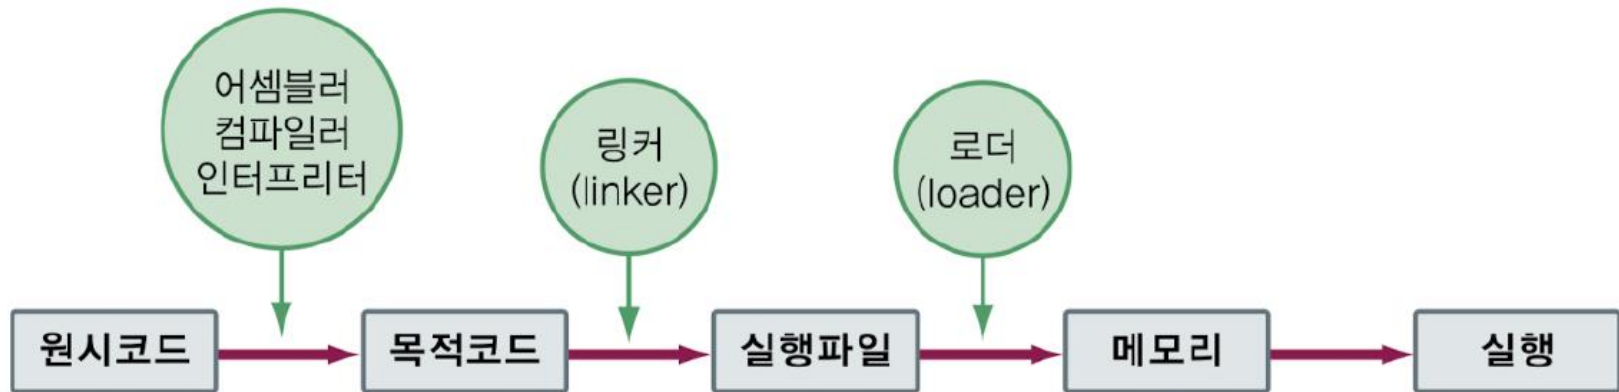 어셈블러
컴파일러
인터프리터
링커
(linker)
로더
(loader)
원시코드
목적코드
실행파일
메모리
실행